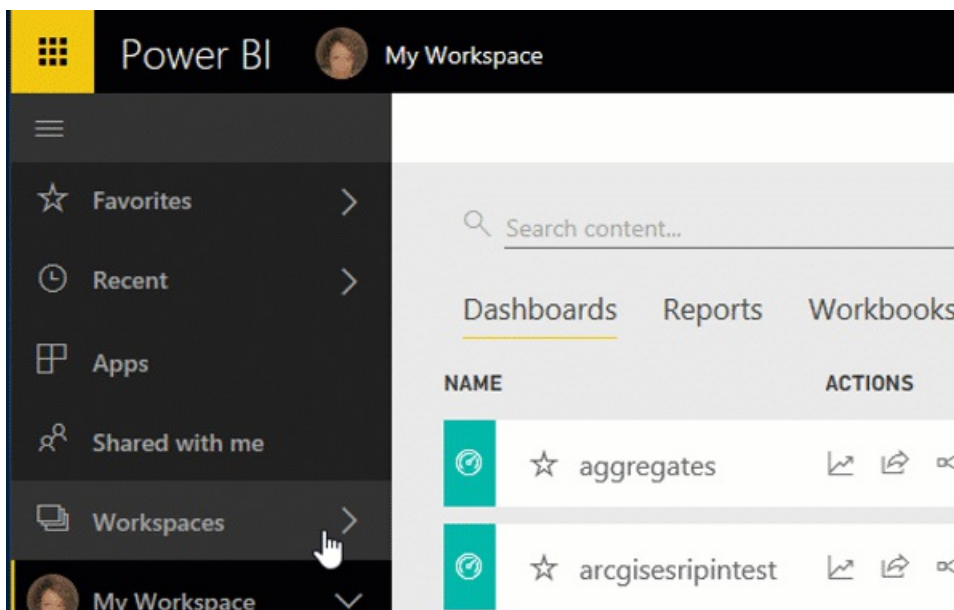 Power BI My Workspace
Favorites
Recent
Apps
Shared with me
Workspaces
My Workspace
Search content...
Dashboards Reports Workbooks
NAME ACTIONS
aggregates
arcgisesripintest